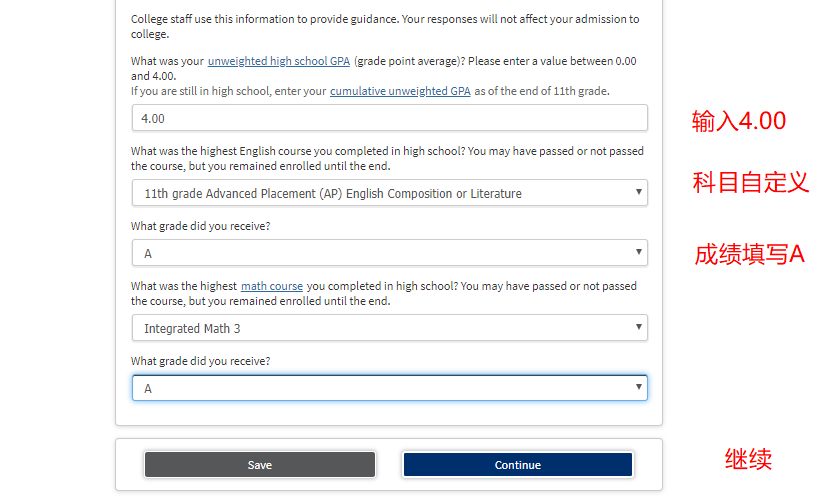 College staff use this information to provide guidance. Your responses will not affect your admission to
college.
What was your unweighted high school GPA (grade point average)? Please enter a value between 0.00
and 4.00.
If you are still in high school, enter your cumulative unweighted GPA as of the end of 11th grade.
4.00
输入4.00
What was the highest English course you completed in high school? You may have passed or not passed
the course, but you remained enrolled until the end.
11th grade Advanced Placement (AP) English Composition or Literature
科目自定义
What grade did you receive?
A
成绩填写A
What was the highest math course you completed in high school? You may have passed or not passed
the course, but you remained enrolled until the end.
Integrated Math 3
What grade did you receive?
A
Save
Continue
继续